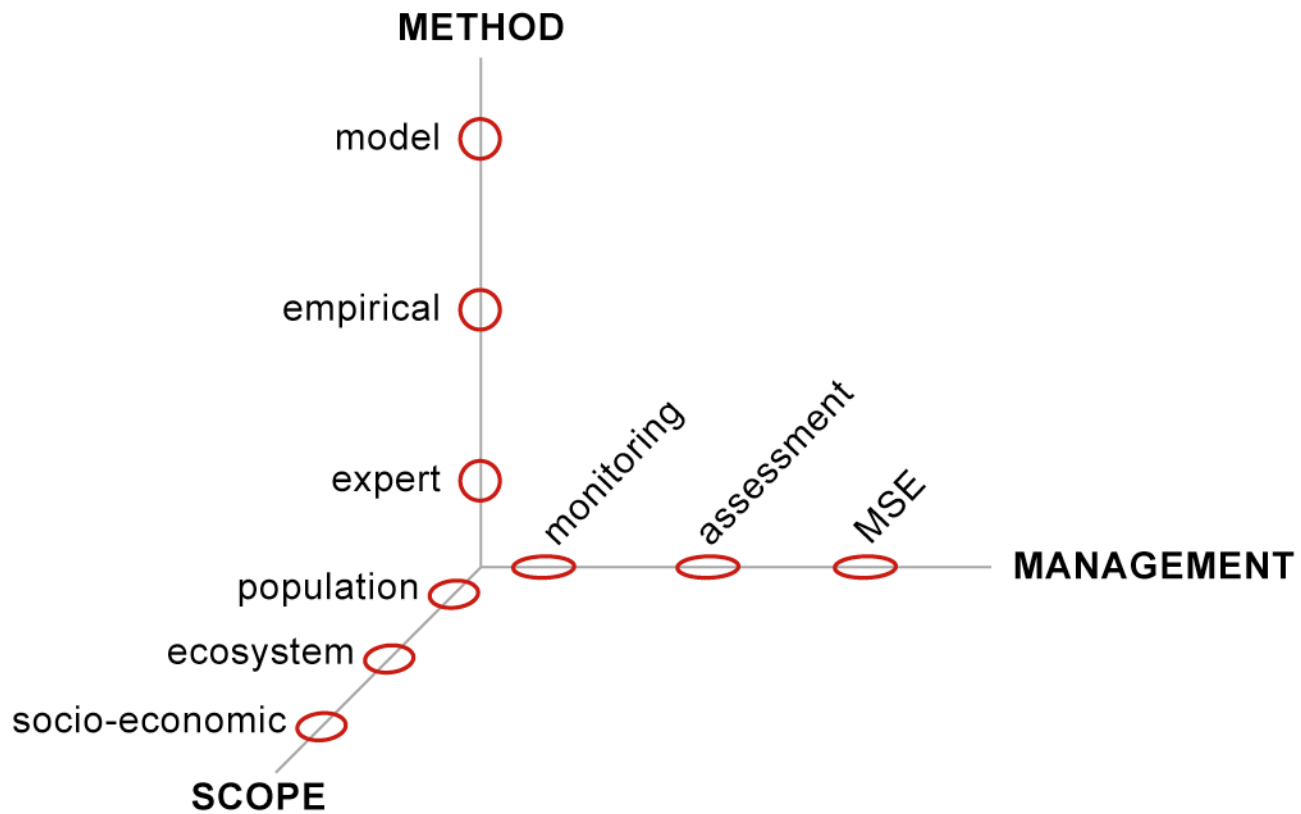 METHOD
model
empirical
expert
monitoring
assessment
MSE
MANAGEMENT
population
ecosystem
socio-economic
SCOPE